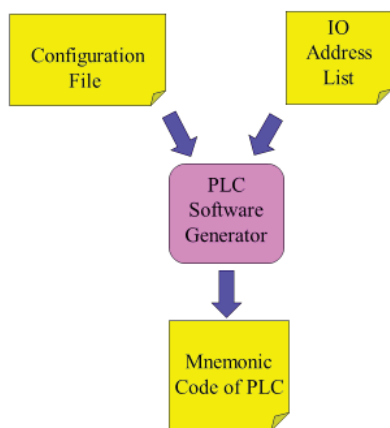 Configuration
File
IO
Address
List
PLC
Software
Generator
Mnemonic
Code of PLC